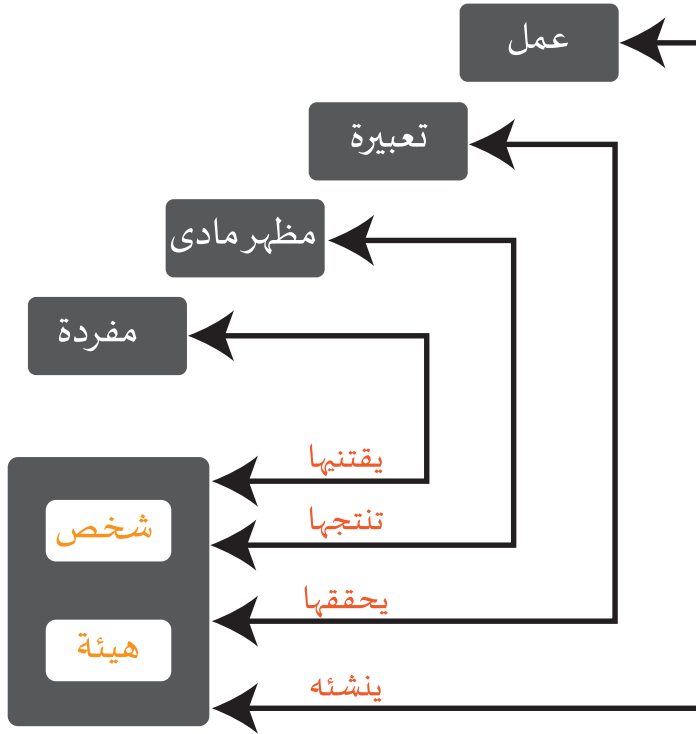 عمل
تعبيرة
مظهر مادى
مفردة
يقتنيها
شخص
تنتجها
يحققها
هيئة
ينشئه